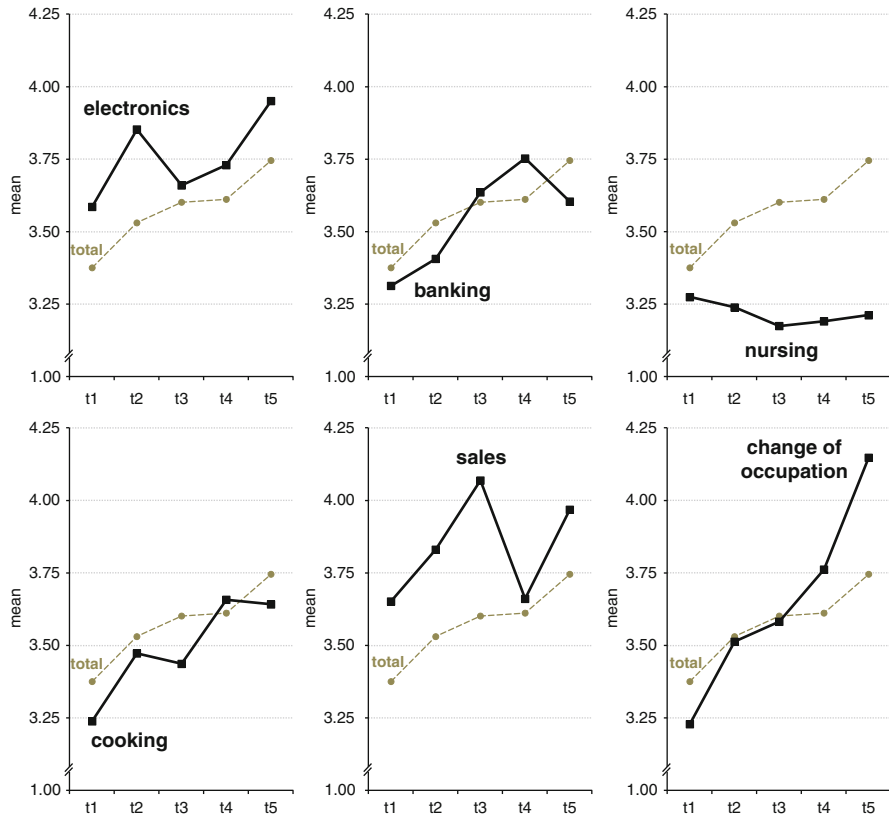 4.25
4.00
3.75
3.50
3.25
1.00
mean
electronics
total
t1 t2 t3 t4 t5
4.25
4.00
3.75
3.50
3.25
1.00
mean
total
banking
t1 t2 t3 t4 t5
4.25
4.00
3.75
3.50
3.25
1.00
mean
total
nursing
t1 t2 t3 t4 t5
4.25
4.00
3.75
3.50
3.25
1.00
mean
total
cooking
t1 t2 t3 t4 t5
4.25
4.00
3.75
3.50
3.25
1.00
mean
sales
total
t1 t2 t3 t4 t5
4.25
4.00
3.75
3.50
3.25
1.00
mean
change of
occupation
total
t1 t2 t3 t4 t5